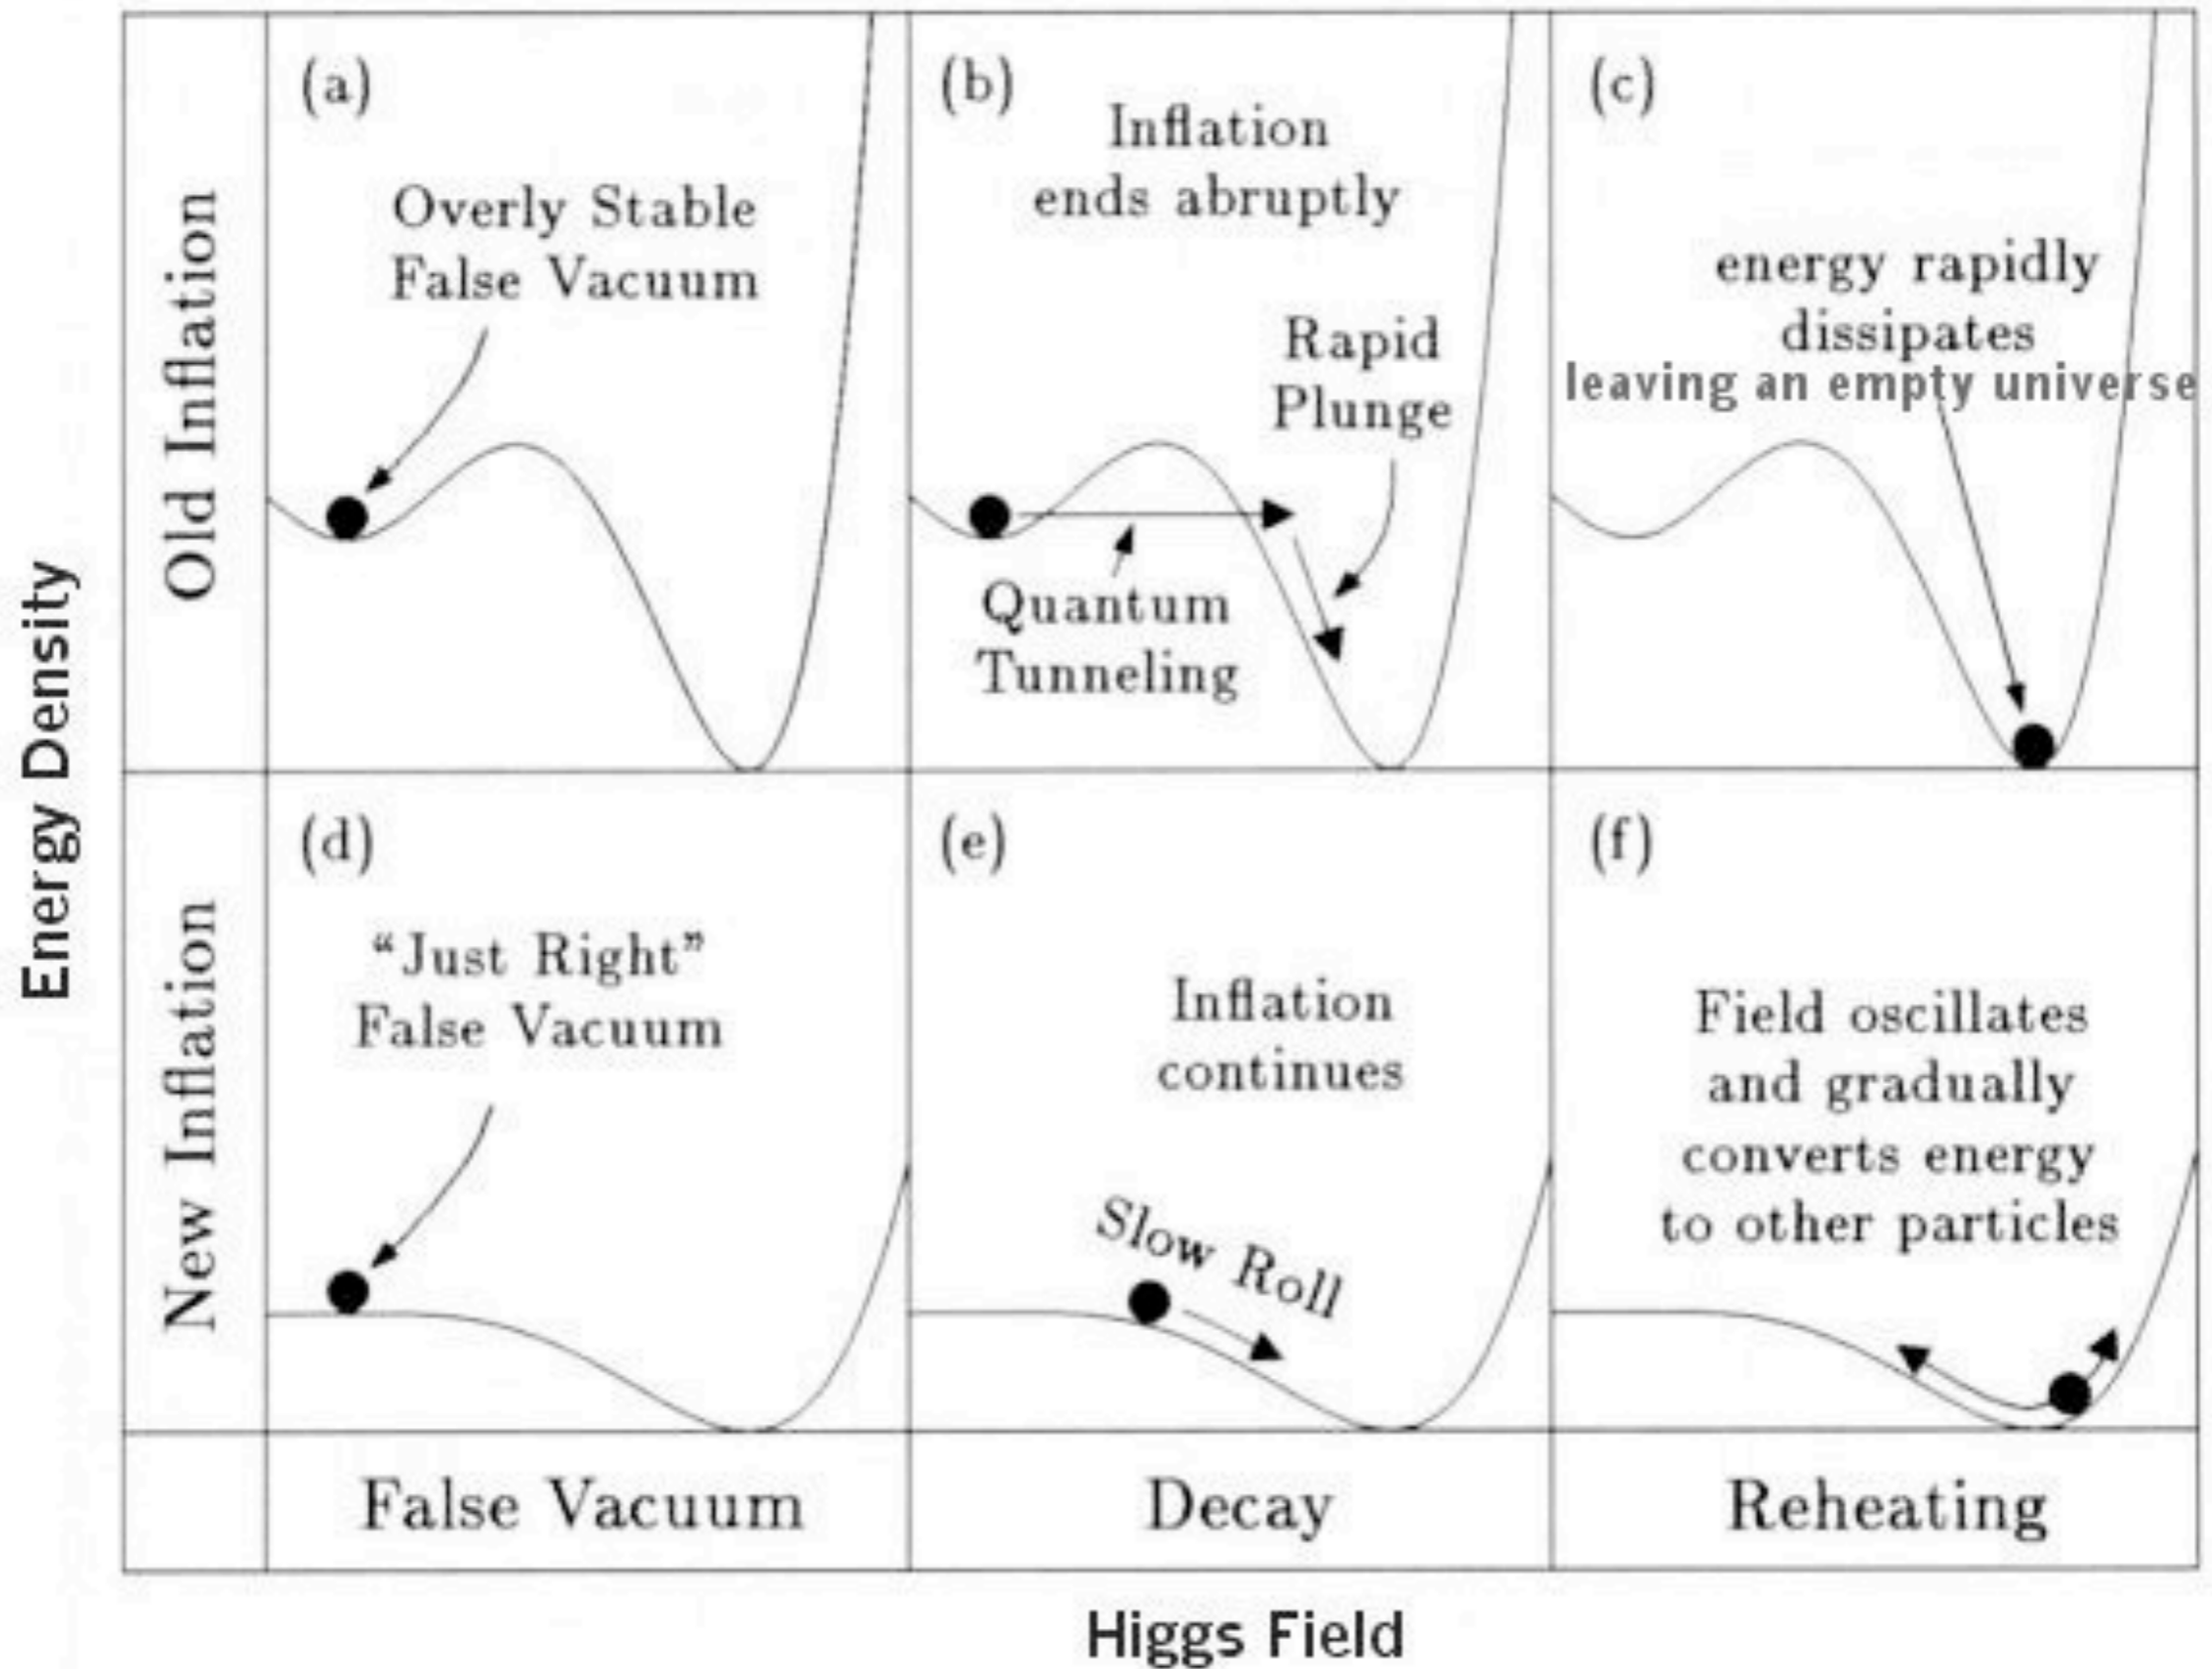 Energy Density
Old Inflation
(a)
Overly Stable
False Vacuum
(b)
Inflation
ends abruptly
Rapid
Plunge
Quantum
Tunneling
(c)
energy rapidly
dissipates
leaving an empty universe
New Inflation
(d)
“Just Right”
False Vacuum
(e)
Inflation
continues
Slow Roll
(f)
Field oscillates
and gradually
converts energy
to other particles
False Vacuum
Decay
Reheating
Higgs Field